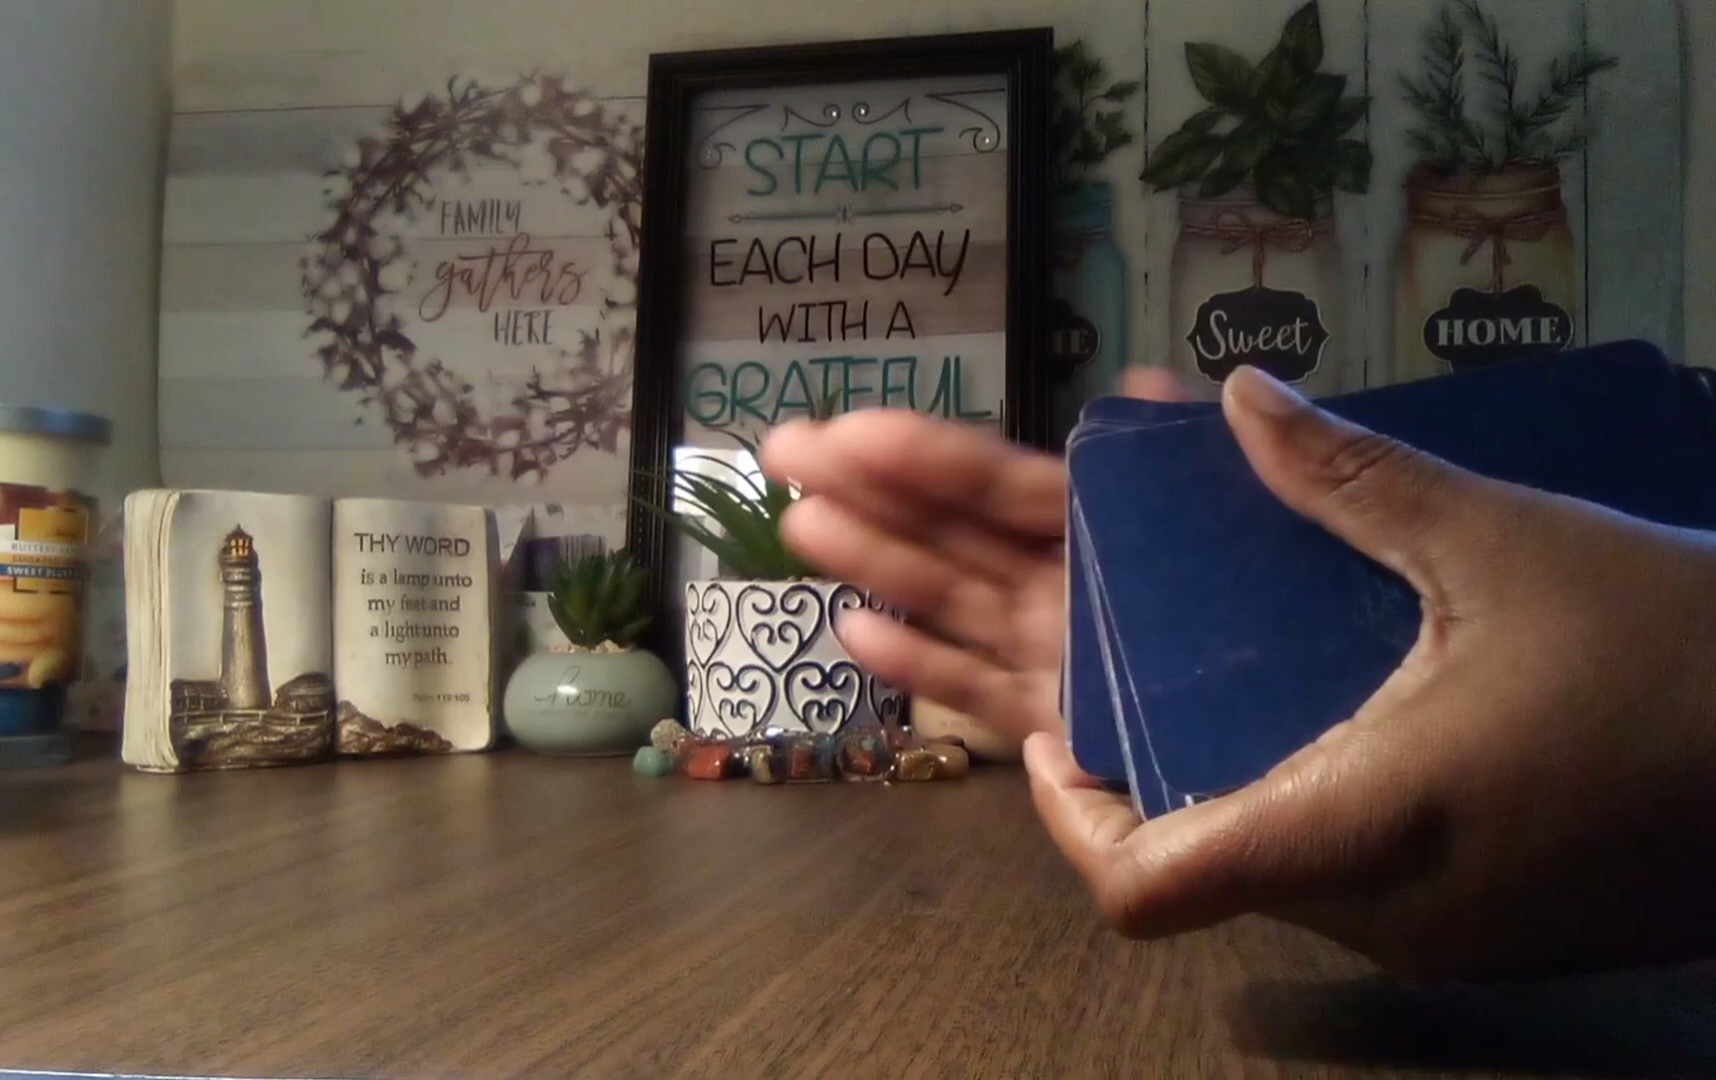 FAMILY
gathers
HERE
START
EACH DAY
WITH A
GRATEFUL
Sweet
HOME
THY WORD
is a lamp unto
my feet and
a light unto
my path.
home
SWEET